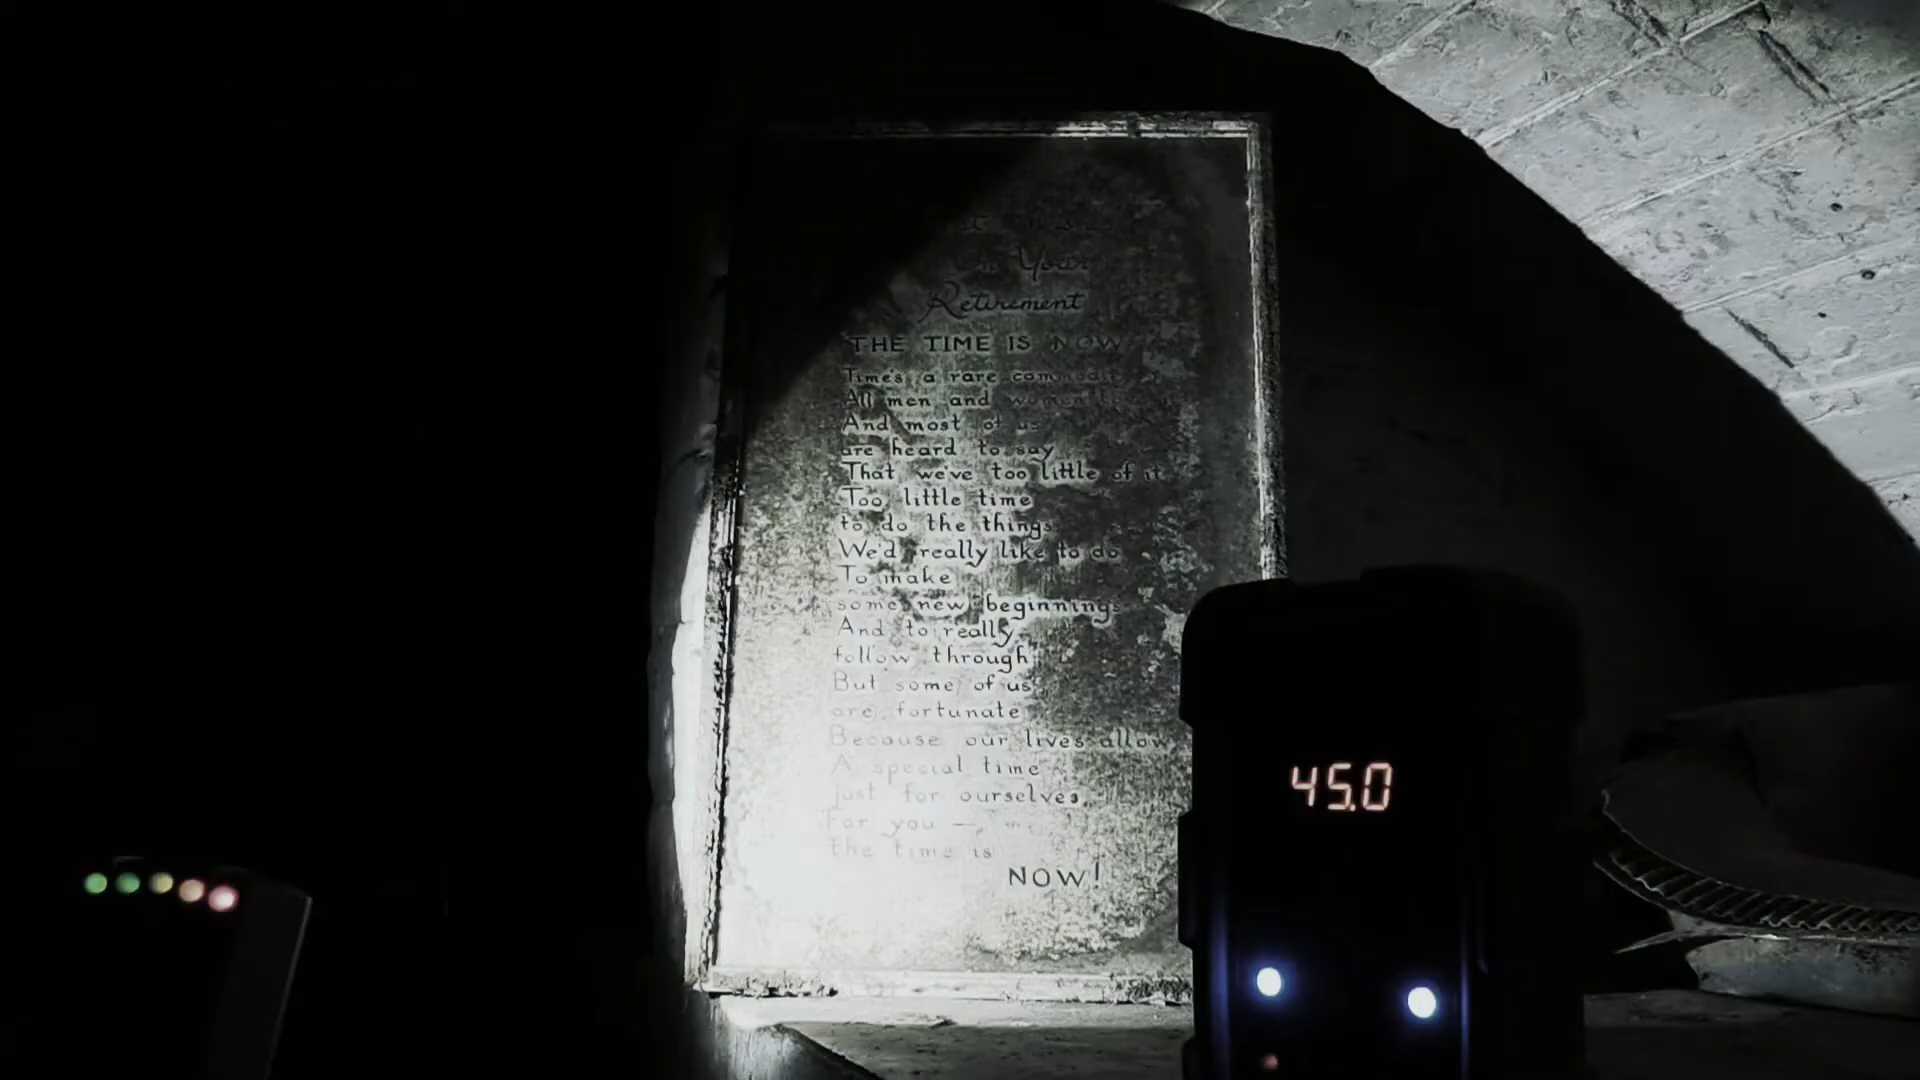 Your
Retirement
THE TIME IS NOW
Time's a rare commodity
All men and women
And most of us
are heard to say
That we've too little of it
Too little time
to do the things
We'd really like to do
To make
some new beginnings
And to really
follow through
But some of us
are fortunate
Because our lives allow
A special time
just for ourselves
For you —
the time is
NOW!
45.0